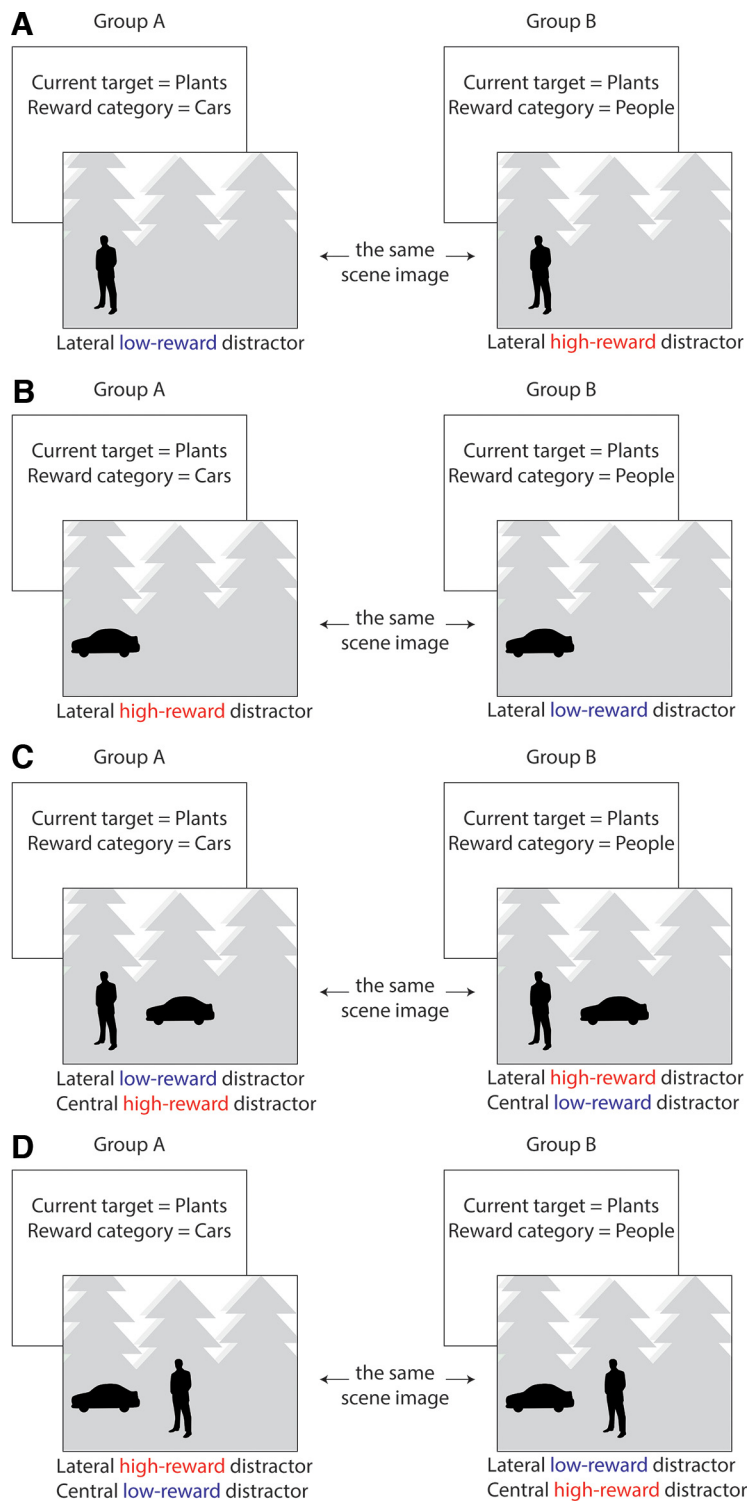 A
Group A
Group B
Current target = Plants
Reward category = Cars
Current target = Plants
Reward category = People
the same
scene image
Lateral low-reward distractor
Lateral high-reward distractor
B
Group A
Group B
Current target = Plants
Reward category = Cars
Current target = Plants
Reward category = People
the same
scene image
Lateral high-reward distractor
Lateral low-reward distractor
C
Group A
Group B
Current target = Plants
Reward category = Cars
Current target = Plants
Reward category = People
the same
scene image
Lateral low-reward distractor
Central high-reward distractor
Lateral high-reward distractor
Central low-reward distractor
D
Group A
Group B
Current target = Plants
Reward category = Cars
Current target = Plants
Reward category = People
the same
scene image
Lateral high-reward distractor
Central low-reward distractor
Lateral low-reward distractor
Central high-reward distractor